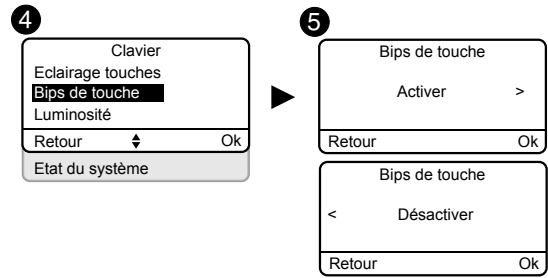 4
Clavier
Eclairage touches
Bips de touche
Luminosité
Retour Ok
Etat du système
5
Bips de touche
Activer >
Retour Ok
Bips de touche
< Désactiver
Retour Ok